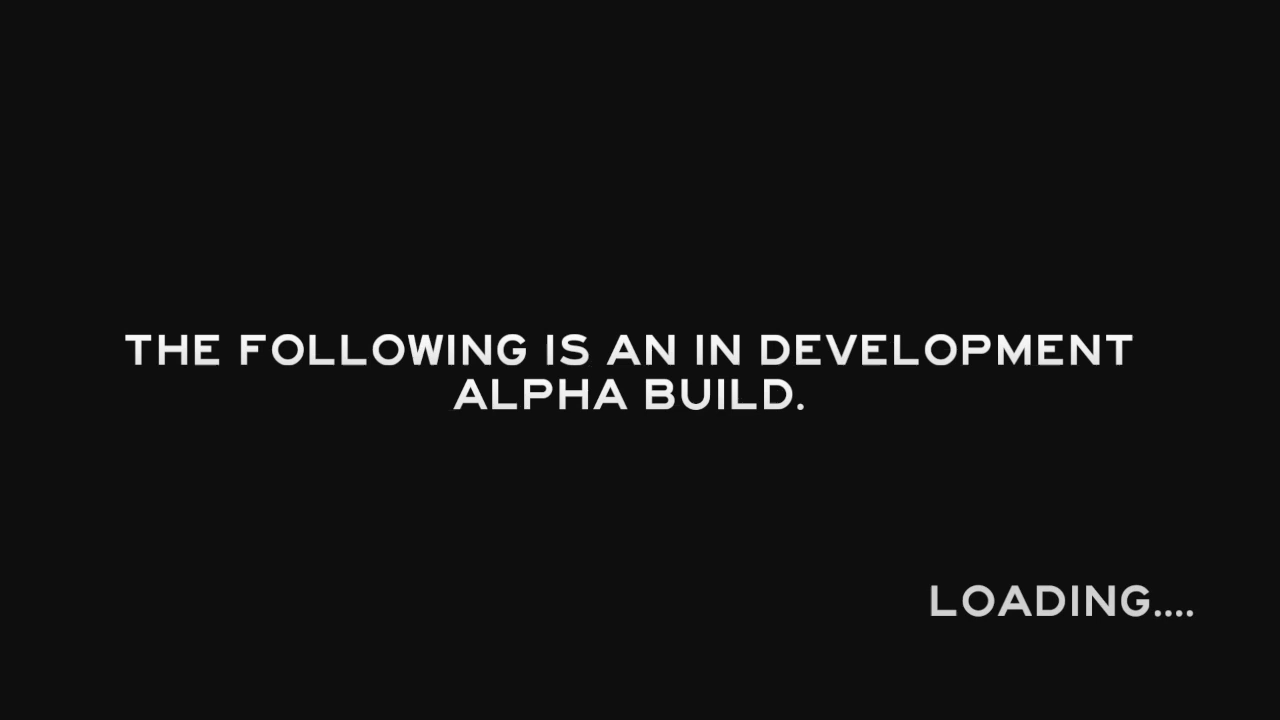 THE FOLLOWING IS AN IN DEVELOPMENT
ALPHA BUILD.
LOADING....